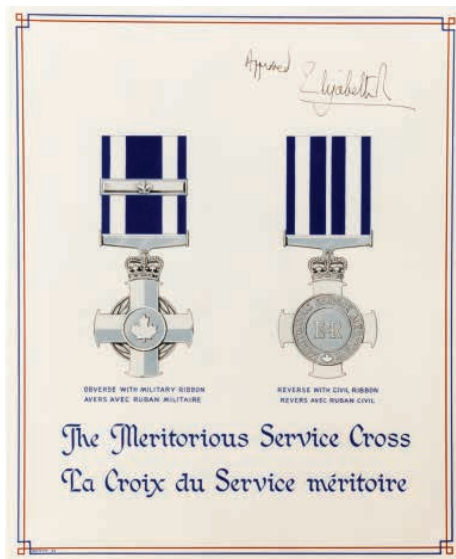 Approved Elizabeth R
OBVERSE WITH MILITARY RIBBON
AVERS AVEC RUBAN MILITAIRE
REVERSE WITH CIVIL RIBBON
REVERS AVEC RUBAN CIVIL
The Meritorious Service Cross
La Croix du Service méritoire